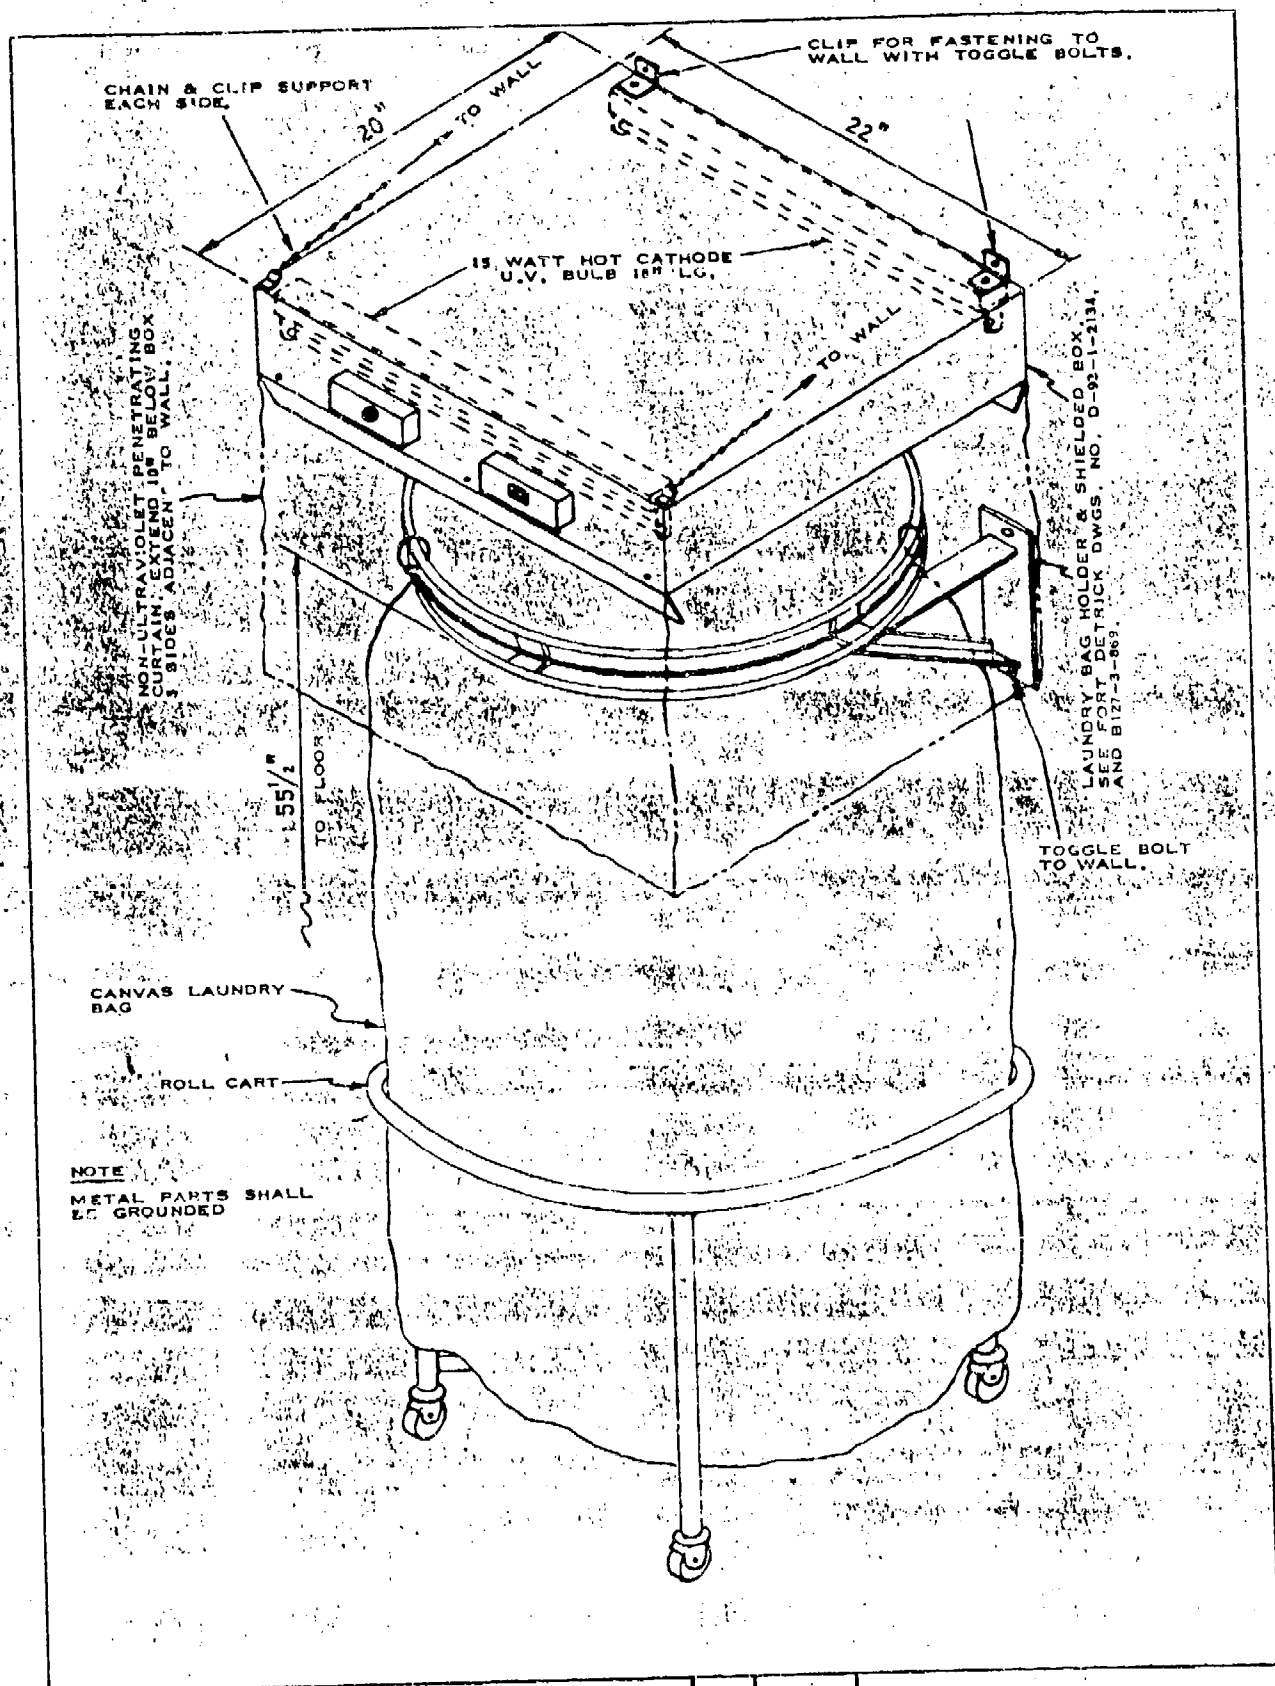 CLIP FOR FASTENING TO
WALL WITH TOGGLE BOLTS.
CHAIN & CLIP SUPPORT
EACH SIDE.
20"
TO WALL
22"
15 WATT HOT CATHODE
U.V. BULB 18" LG.
TO WALL
NON-ULTRAVIOLET PENETRATING
CURTAIN. EXTEND 10" BELOW BOX
3 SIDES ADJACENT TO WALL.
LAUNDRY BAG HOLDER & SHIELDED BOX.
SEE FORT DETRICK DWGS. NO. D-92-1-2134,
AND B127-3-869.
55 1/2"
TO FLOOR
TOGGLE BOLT
TO WALL.
CANVAS LAUNDRY
BAG
ROLL CART
NOTE
METAL PARTS SHALL
BE GROUNDED